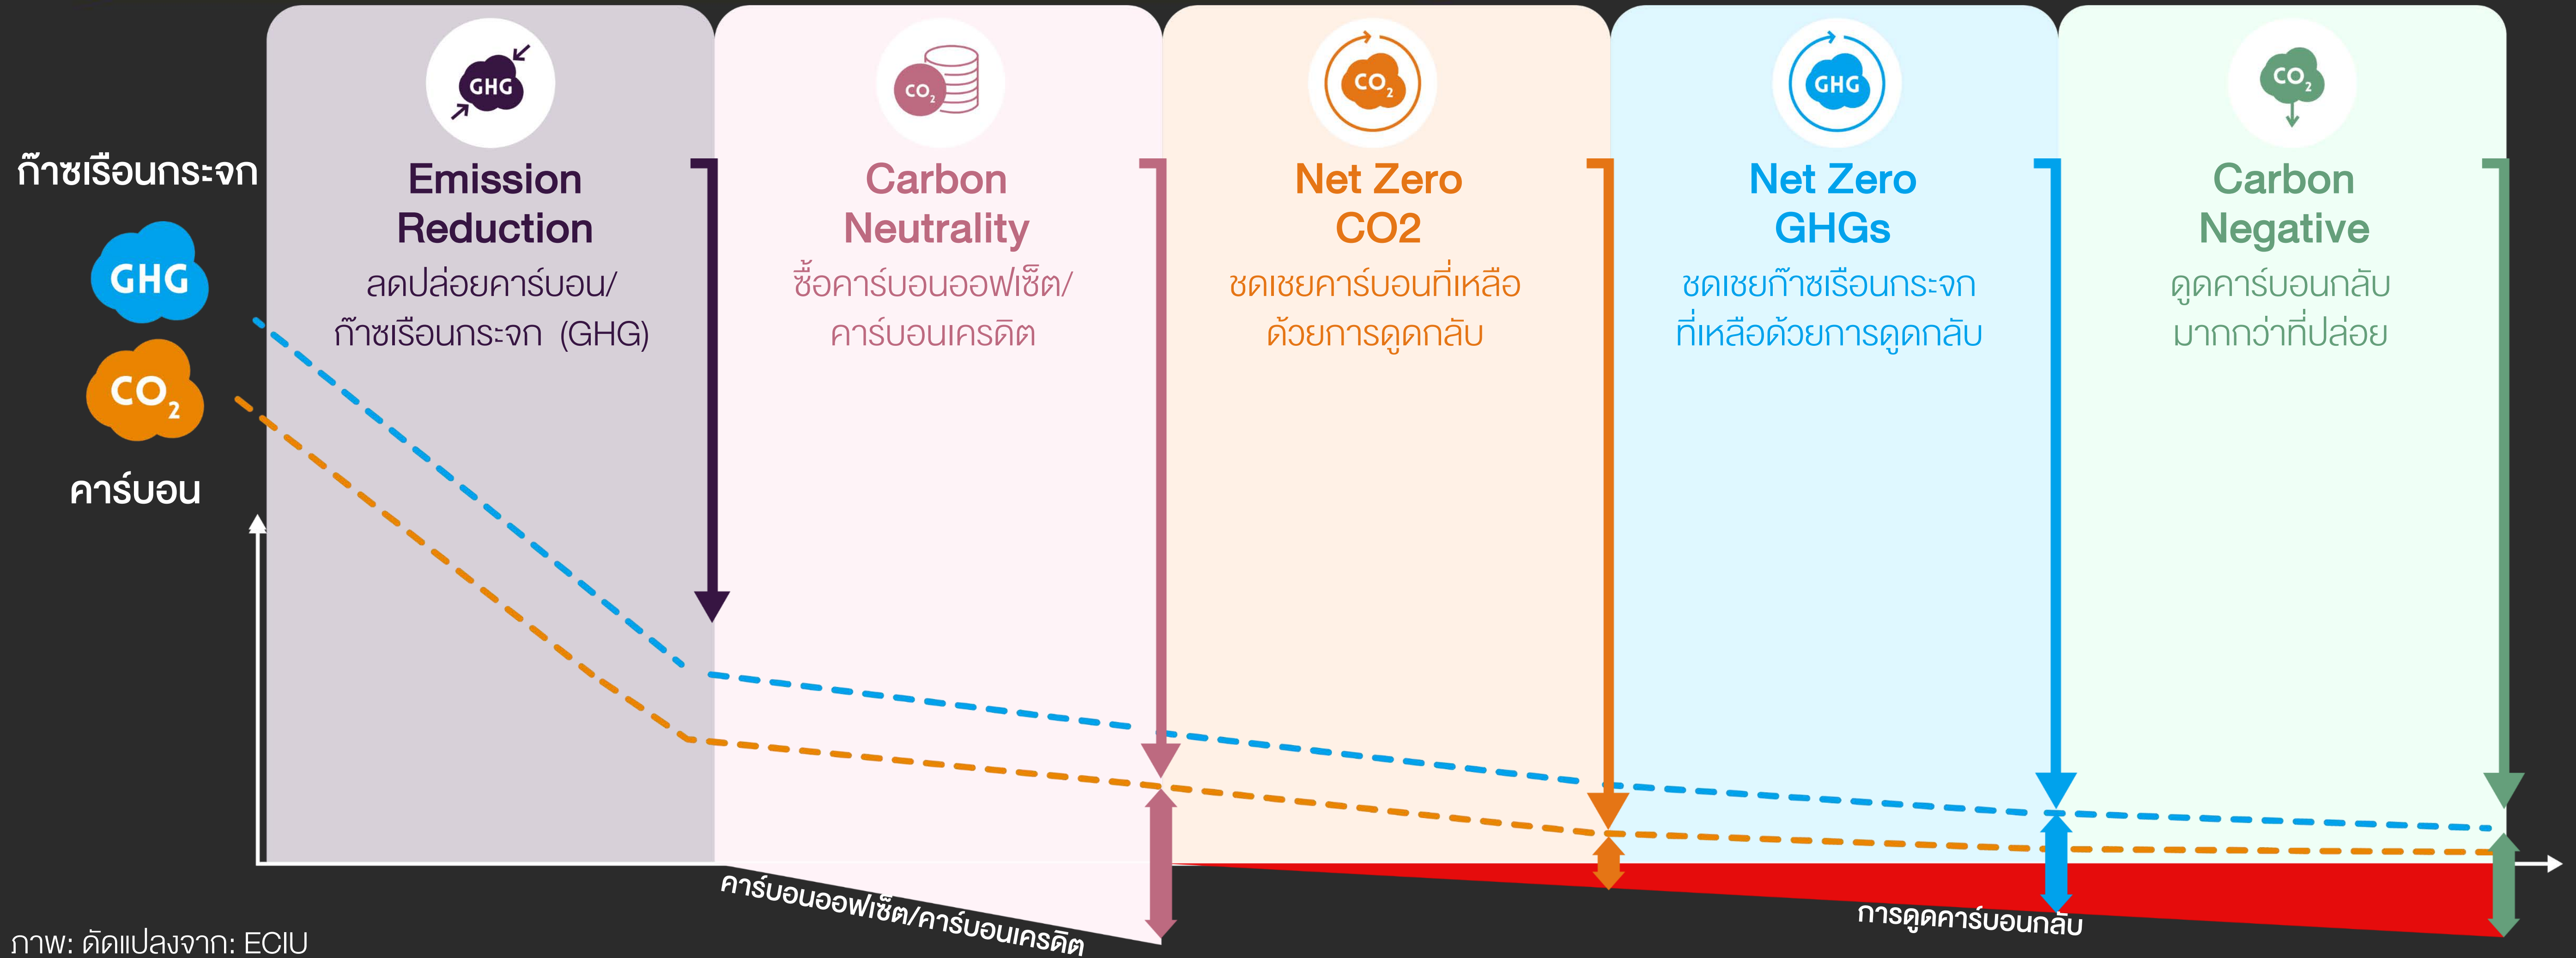 ก๊าซเรือนกระจก
GHG
CO2
คาร์บอน
GHG
Emission
Reduction
ลดปล่อยคาร์บอน/
ก๊าซเรือนกระจก (GHG)
CO2
Carbon
Neutrality
ซื้อคาร์บอนออฟเซ็ต/
คาร์บอนเครดิต
CO2
Net Zero
CO2
ชดเชยคาร์บอนที่เหลือ
ด้วยการดูดกลับ
GHG
Net Zero
GHGs
ชดเชยก๊าซเรือนกระจก
ที่เหลือด้วยการดูดกลับ
CO2
Carbon
Negative
ดูดคาร์บอนกลับ
มากกว่าที่ปล่อย
คาร์บอนออฟเซ็ต/คาร์บอนเครดิต
การดูดคาร์บอนกลับ
ภาพ: ดัดแปลงจาก: ECIU